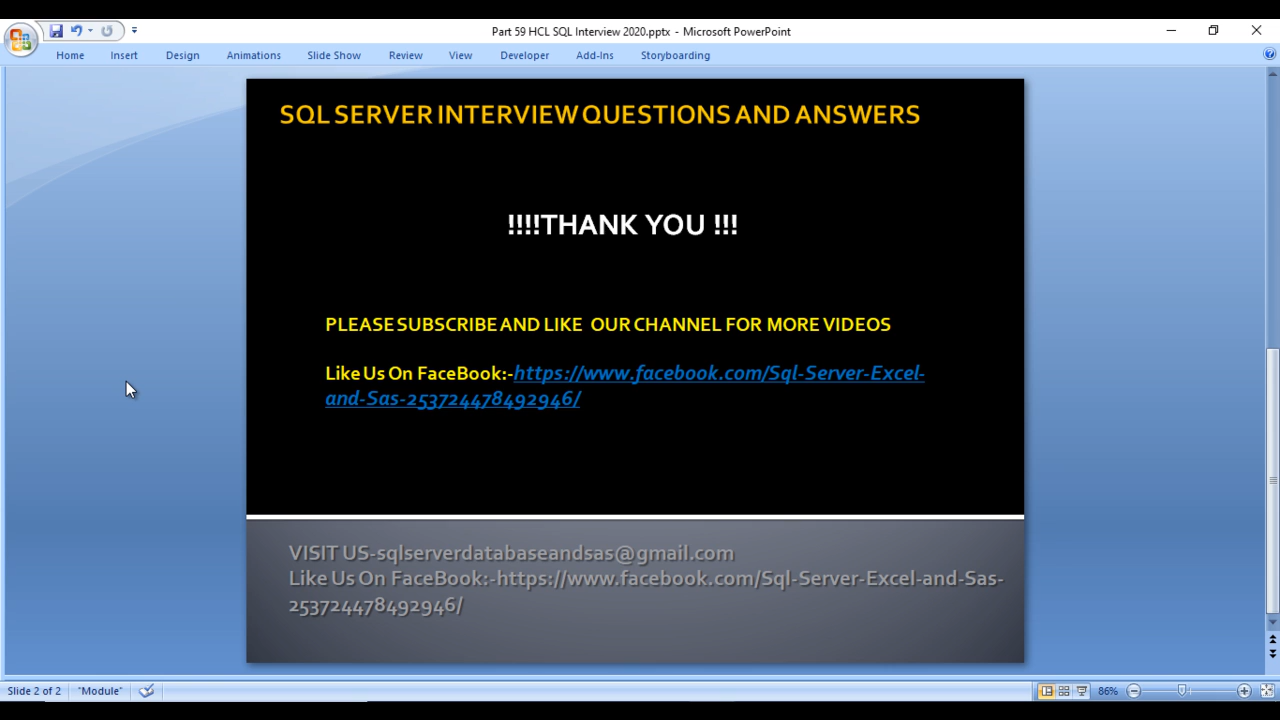 Part 59 HCL SQL Interview 2020.pptx - Microsoft PowerPoint
Home Insert Design Animations Slide Show Review View Developer Add-Ins Storyboarding
SQL SERVER INTERVIEW QUESTIONS AND ANSWERS
!!!!THANK YOU !!!
PLEASE SUBSCRIBE AND LIKE OUR CHANNEL FOR MORE VIDEOS
Like Us On FaceBook:-https://www.facebook.com/Sql-Server-Excel-
and-Sas-253724478492946/
VISIT US-sqlserverdatabaseandsas@gmail.com
Like Us On FaceBook:-https://www.facebook.com/Sql-Server-Excel-and-Sas-
253724478492946/
Slide 2 of 2 "Module" 86%